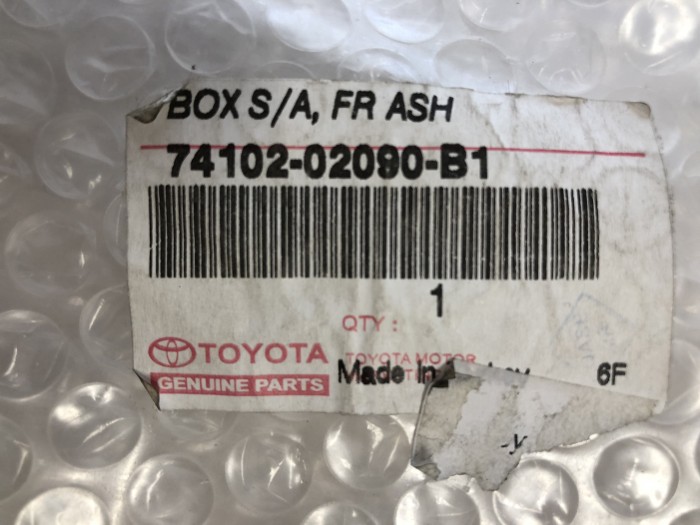 BOX S/A, FR ASH
74102-02090-B1
1
QTY :
TOYOTA
TOYOTA MOTOR
GENUINE PARTS
Made In
6F